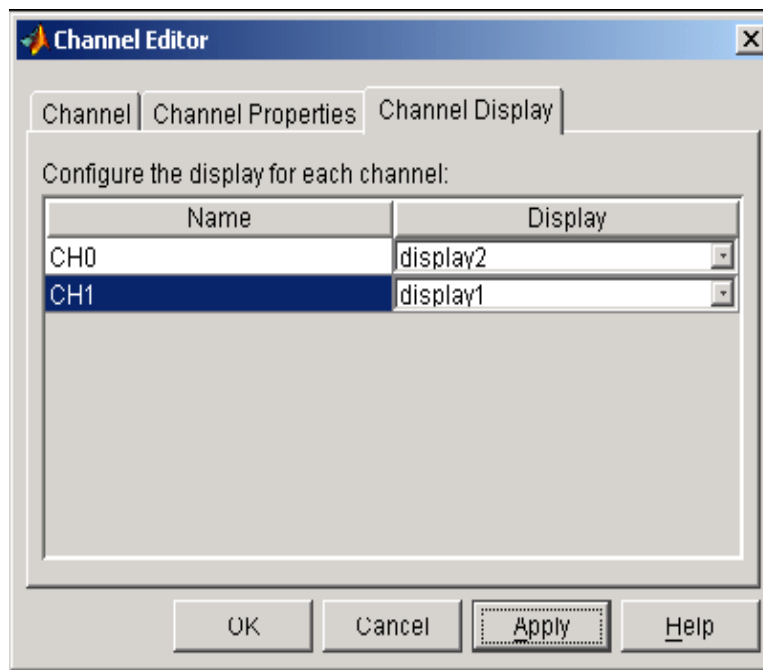 Channel Editor
Channel Channel Properties Channel Display
Configure the display for each channel:
Name Display
CH0 display2
CH1 display1
OK Cancel Apply Help